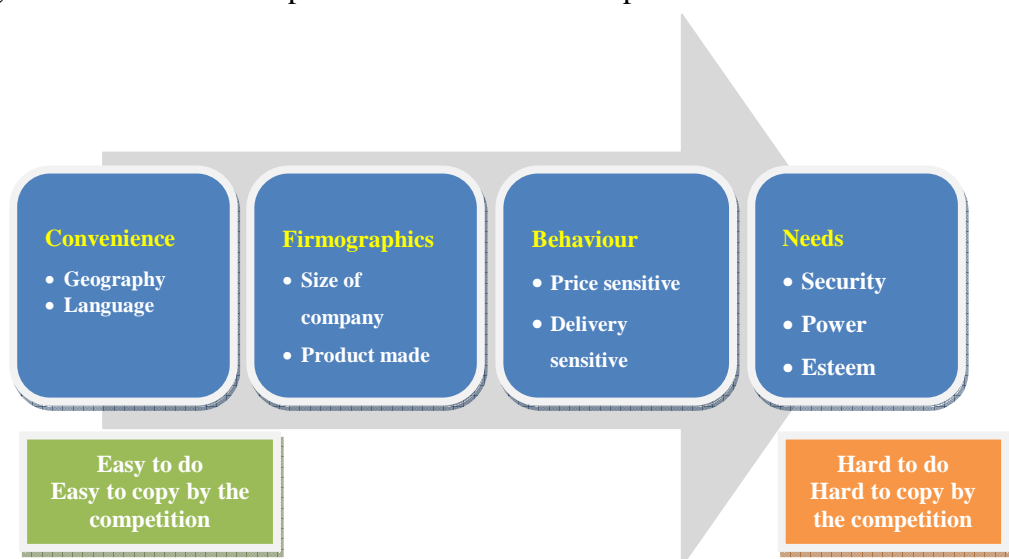 Convenience
• Geography
• Language
Firmographics
• Size of
company
• Product made
Behaviour
• Price sensitive
• Delivery
sensitive
Needs
• Security
• Power
• Esteem
Easy to do
Easy to copy by the
competition
Hard to do
Hard to copy by
the competition